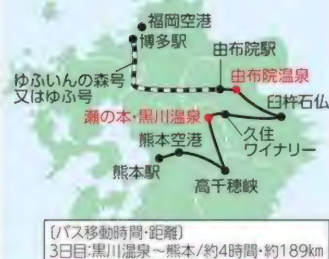 福岡空港
博多駅
由布院駅
ゆふいんの森号
又はゆふ号
由布院温泉
臼杵石仏
瀬の本・黒川温泉
久住
ワイナリー
熊本空港
熊本駅
高千穂峡
〔バス移動時間・距離〕
3日目:黒川温泉〜熊本/約4時間・約189km